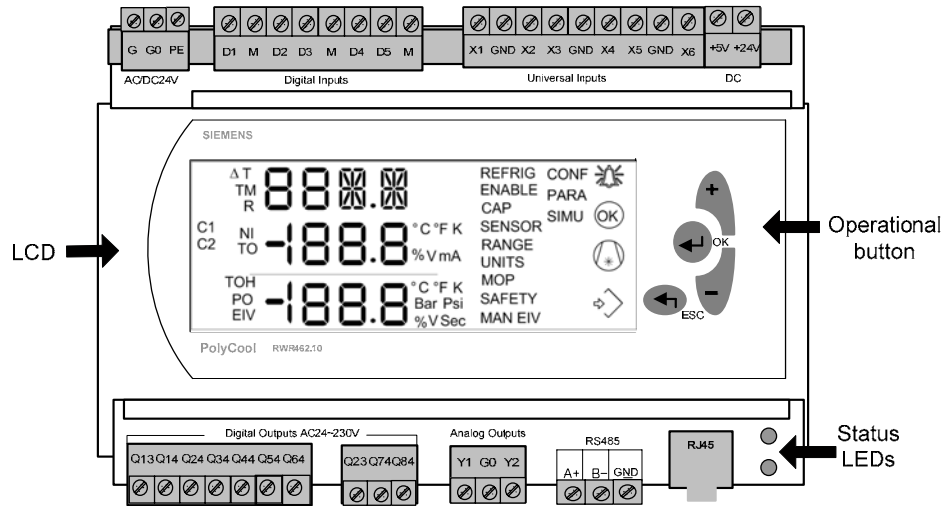 G G0 PE
D1 M D2 D3 M D4 D5 M
X1 GND X2 X3 GND X4 X5 GND X6
+5V +24V
AC/DC24V
Digital Inputs
Universal Inputs
DC
SIEMENS
Δ T
TM
R
88.8.8
C1
C2
NI
TO
-188.8
°C °F K
% V mA
TOH
PO
EIV
-188.8
°C °F K
Bar Psi
%V Sec
REFRIG
ENABLE
CAP
SENSOR
RANGE
UNITS
MOP
SAFETY
MAN EIV
CONF
PARA
SIMU
OK
+
OK
-
ESC
LCD
Operational
button
PolyCool RWR462.10
Digital Outputs AC24~230V
Analog Outputs
RS485
RJ45
Q13 Q14 Q24 Q34 Q44 Q54 Q64
Q23 Q74 Q84
Y1 G0 Y2
A+ B- GND
Status
LEDs